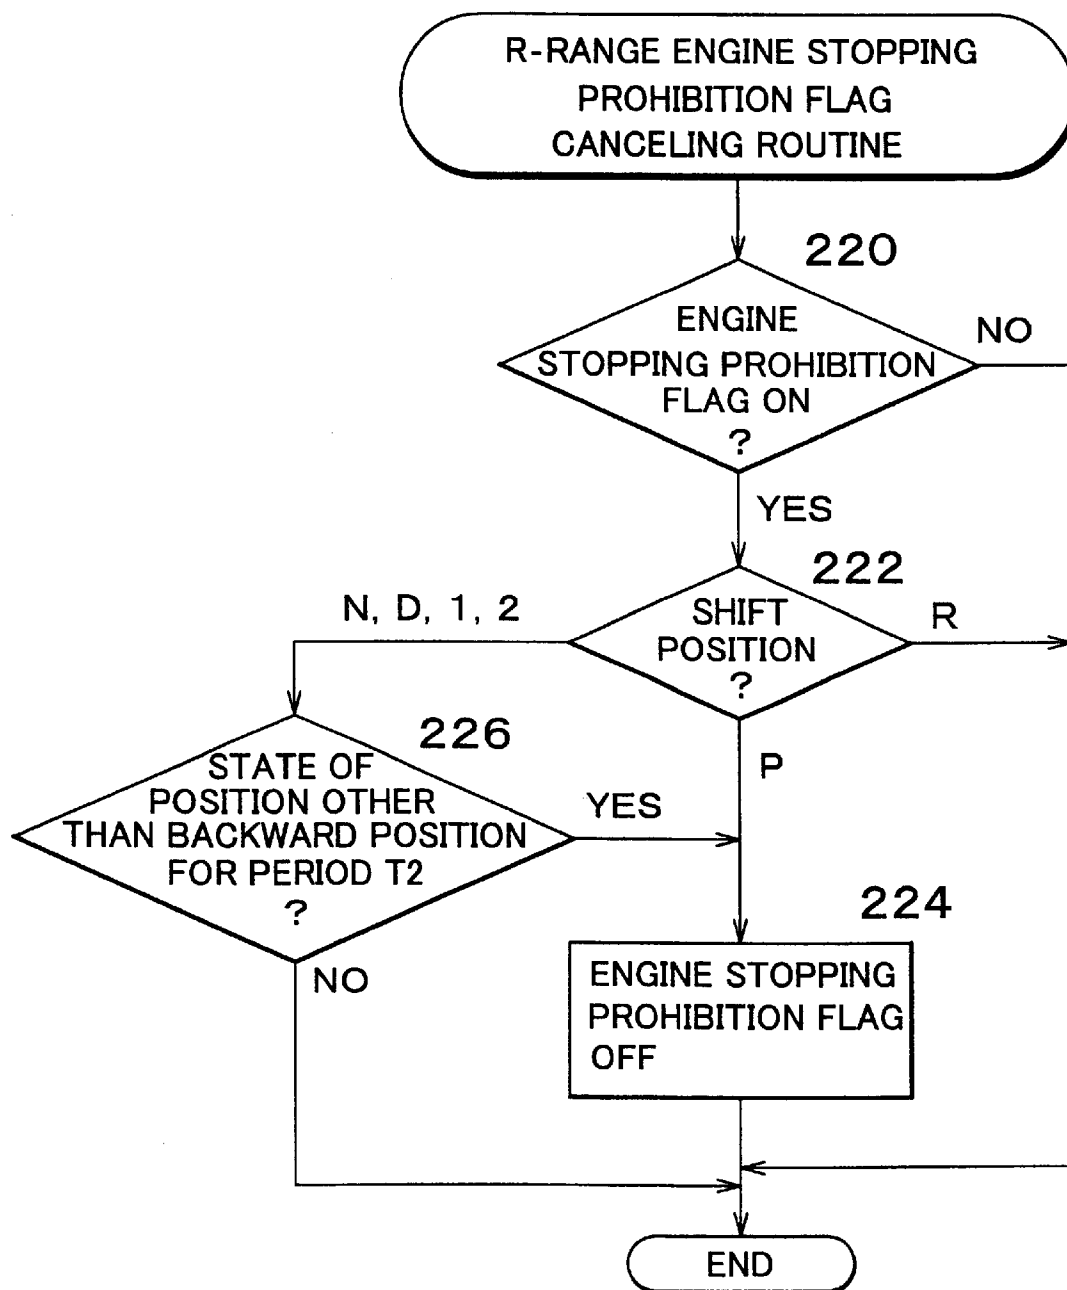 R-RANGE ENGINE STOPPING
PROHIBITION FLAG
CANCELING ROUTINE
220
ENGINE
STOPPING PROHIBITION
FLAG ON
?
NO
YES
222
SHIFT
POSITION
?
N, D, 1, 2
R
P
226
STATE OF
POSITION OTHER
THAN BACKWARD POSITION
FOR PERIOD T2
?
YES
NO
224
ENGINE STOPPING
PROHIBITION FLAG
OFF
END